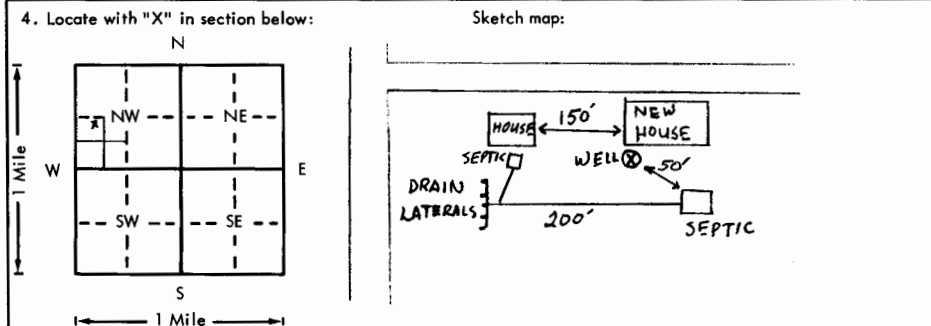 4. Locate with "X" in section below:
Sketch map:
N
NW
NE
X
W
E
1 Mile
SW
SE
S
1 Mile
HOUSE
150'
NEW
HOUSE
SEPTIC
WELL X
50'
DRAIN
LATERALS
200'
SEPTIC